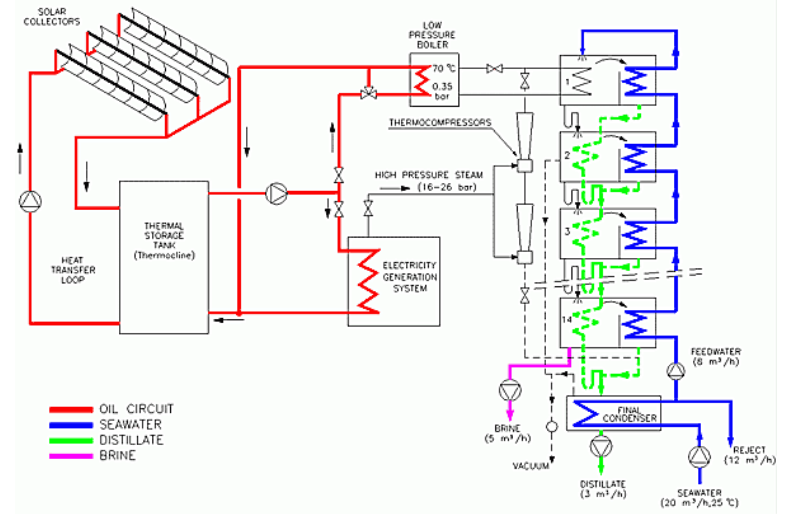 SOLAR
COLLECTORS
LOW
PRESSURE
BOILER
70 °C
0.35
bar
1
THERMOCOMPRESSORS
2
HIGH PRESSURE STEAM
(16-26 bar)
THERMAL
STORAGE
TANK
(Thermocline)
HEAT
TRANSFER
LOOP
ELECTRICITY
GENERATION
SYSTEM
3
14
FEEDWATER
(8 m³/h)
OIL CIRCUIT
SEAWATER
DISTILLATE
BRINE
FINAL
CONDENSER
BRINE
(5 m³/h)
REJECT
(12 m³/h)
VACUUM
DISTILLATE
(3 m³/h)
SEAWATER
(20 m³/h,25 °C)